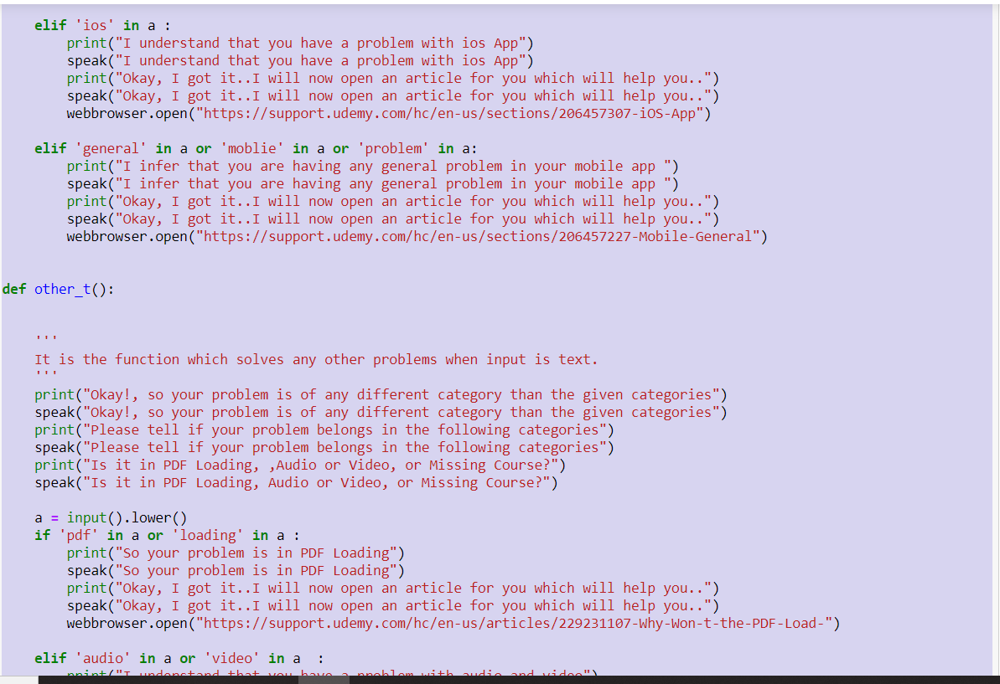 elif 'ios' in a :
print("I understand that you have a problem with ios App")
speak("I understand that you have a problem with ios App")
print("Okay, I got it..I will now open an article for you which will help you..")
speak("Okay, I got it..I will now open an article for you which will help you..")
webbrowser.open("https://support.udemy.com/hc/en-us/sections/206457307-iOS-App")
elif 'general' in a or 'moblie' in a or 'problem' in a:
print("I infer that you are having any general problem in your mobile app ")
speak("I infer that you are having any general problem in your mobile app ")
print("Okay, I got it..I will now open an article for you which will help you..")
speak("Okay, I got it..I will now open an article for you which will help you..")
webbrowser.open("https://support.udemy.com/hc/en-us/sections/206457227-Mobile-General")
def other_t():
'''
It is the function which solves any other problems when input is text.
'''
print("Okay!, so your problem is of any different category than the given categories")
speak("Okay!, so your problem is of any different category than the given categories")
print("Please tell if your problem belongs in the following categories")
speak("Please tell if your problem belongs in the following categories")
print("Is it in PDF Loading, ,Audio or Video, or Missing Course?")
speak("Is it in PDF Loading, Audio or Video, or Missing Course?")
a = input().lower()
if 'pdf' in a or 'loading' in a :
print("So your problem is in PDF Loading")
speak("So your problem is in PDF Loading")
print("Okay, I got it..I will now open an article for you which will help you..")
speak("Okay, I got it..I will now open an article for you which will help you..")
webbrowser.open("https://support.udemy.com/hc/en-us/articles/229231107-Why-Won-t-the-PDF-Load-")
elif 'audio' in a or 'video' in a  :
print("I understand that you have a problem with audio and video")